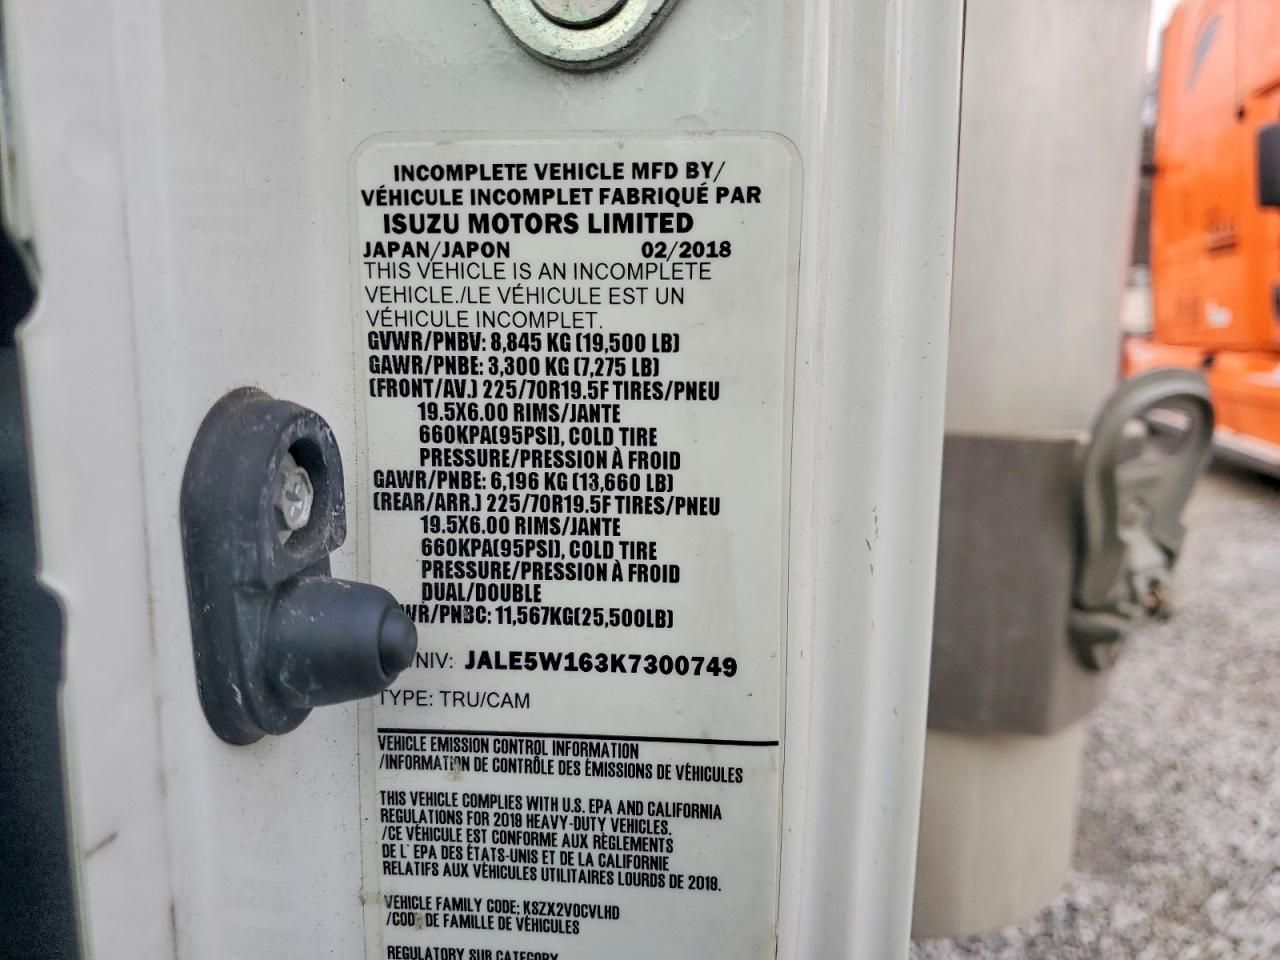 INCOMPLETE VEHICLE MFD BY/
VÉHICULE INCOMPLET FABRIQUÉ PAR
ISUZU MOTORS LIMITED
JAPAN/JAPON 02/2018
THIS VEHICLE IS AN INCOMPLETE
VEHICLE./LE VÉHICULE EST UN
VÉHICULE INCOMPLET.
GVWR/PNBV: 8,845 KG (19,500 LB)
GAWR/PNBE: 3,300 KG (7,275 LB)
(FRONT/AV.) 225/70R19.5F TIRES/PNEU
19.5X6.00 RIMS/JANTE
660KPA(95PSI), COLD TIRE
PRESSURE/PRESSION À FROID
GAWR/PNBE: 6,196 KG (13,660 LB)
(REAR/ARR.) 225/70R19.5F TIRES/PNEU
19.5X6.00 RIMS/JANTE
660KPA(95PSI), COLD TIRE
PRESSURE/PRESSION À FROID
DUAL/DOUBLE
WR/PNBC: 11,567KG(25,500LB)
/NIV: JALE5W163K7300749
TYPE: TRU/CAM
VEHICLE EMISSION CONTROL INFORMATION
/INFORMATION DE CONTRÔLE DES ÉMISSIONS DE VÉHICULES
THIS VEHICLE COMPLIES WITH U.S. EPA AND CALIFORNIA
REGULATIONS FOR 2019 HEAVY-DUTY VEHICLES.
/CE VÉHICULE EST CONFORME AUX RÈGLEMENTS
DE L'EPA DES ÉTATS-UNIS ET DE LA CALIFORNIE
RELATIFS AUX VÉHICULES UTILITAIRES LOURDS DE 2019.
VEHICLE FAMILY CODE: KSZX2VOCVLHD
/CODE DE FAMILLE DE VÉHICULES
REGULATORY SUB CATEGORY